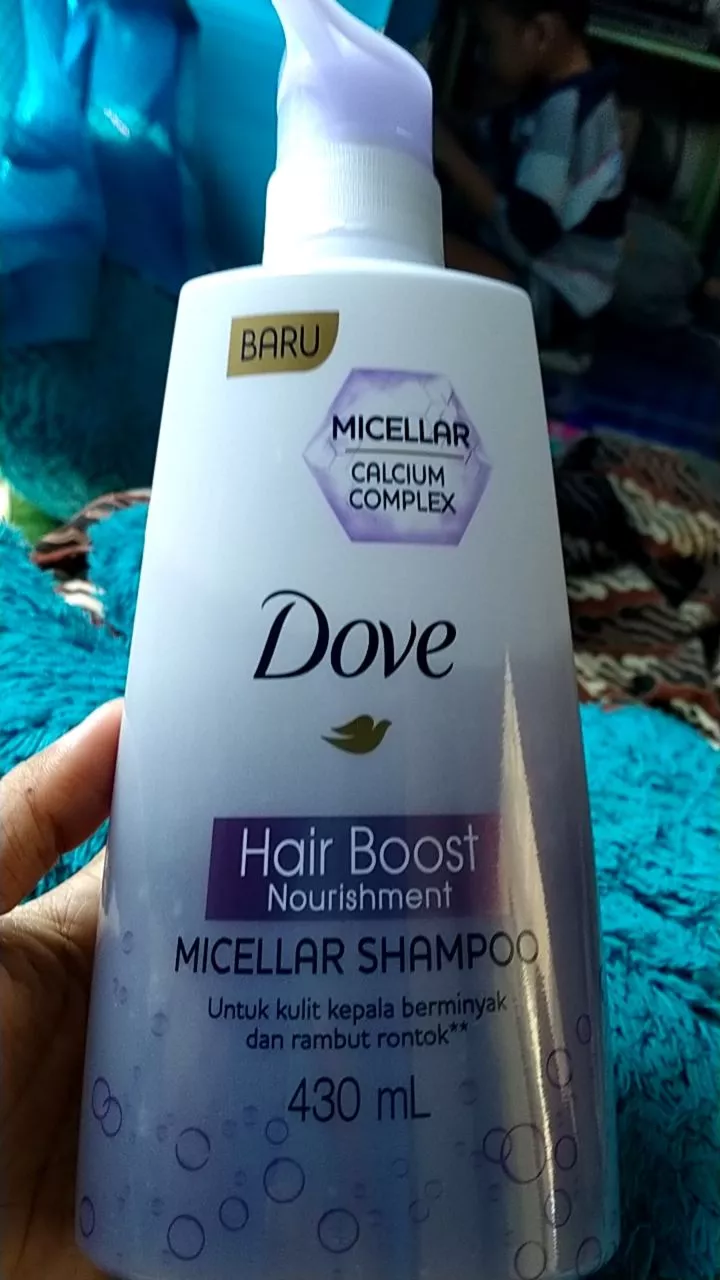 BARU
MICELLAR
CALCIUM
COMPLEX
Dove
Hair Boost
Nourishment
MICELLAR SHAMPOO
Untuk kulit kepala berminyak
dan rambut rontok**
430 mL